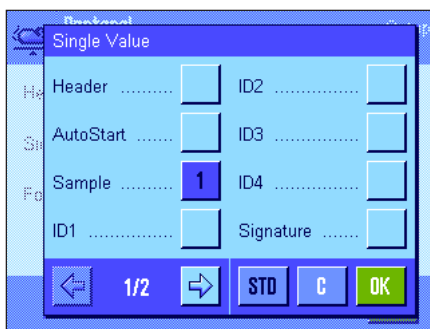 Single Value
Header ..........
AutoStart .......
Sample ..........
1
ID1 ................
ID2 .................
ID3 .................
ID4 .................
Signature .......
1/2
STD
C
OK